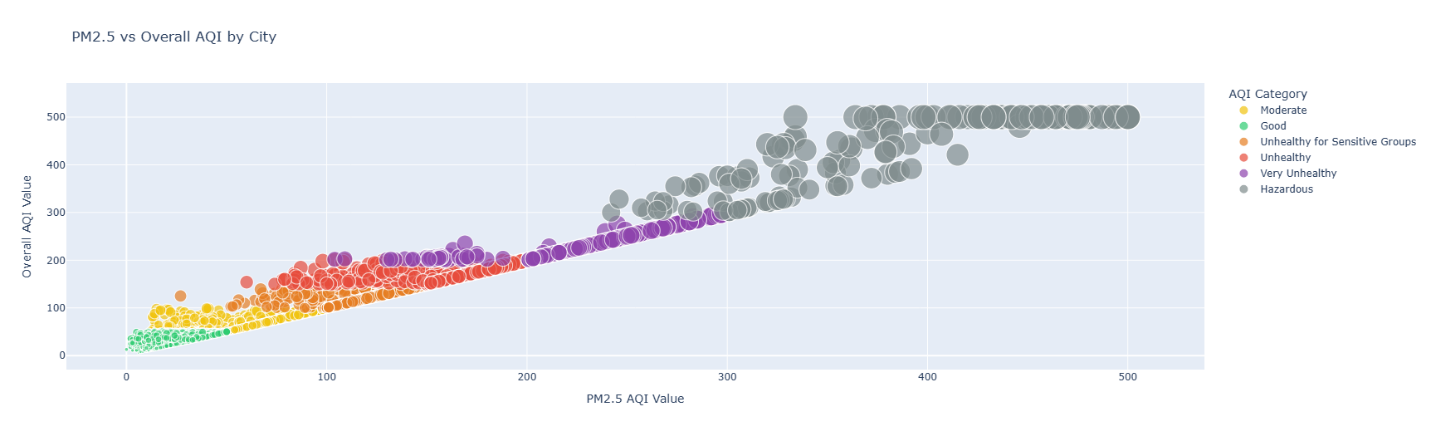 PM2.5 vs Overall AQI by City
AQI Category
Moderate
Good
Unhealthy for Sensitive Groups
Unhealthy
Very Unhealthy
Hazardous
Overall AQI Value
500
400
300
200
100
0
0 100 200 300 400 500
PM2.5 AQI Value